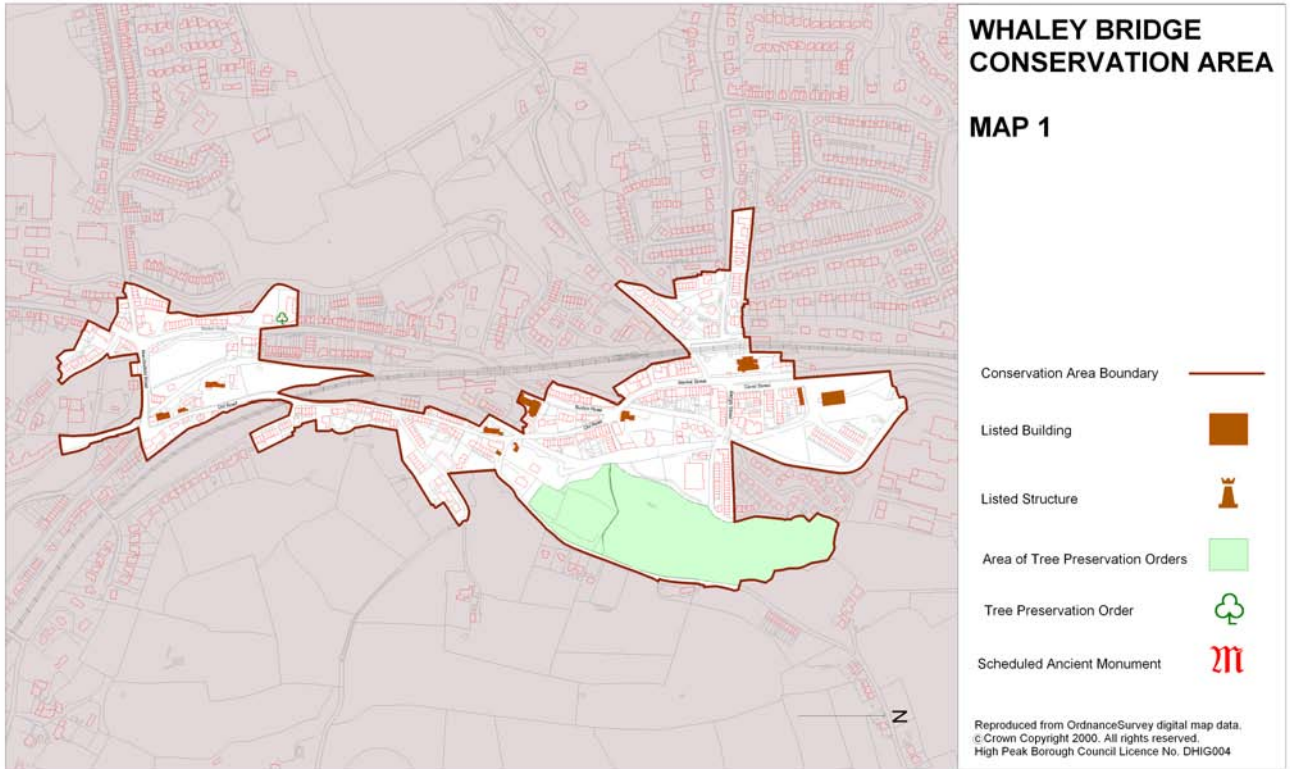 WHALEY BRIDGE
CONSERVATION AREA
MAP 1
Conservation Area Boundary
Listed Building
Listed Structure
Area of Tree Preservation Orders
Tree Preservation Order
Scheduled Ancient Monument
M
Reproduced from OrdnanceSurvey digital map data.
© Crown Copyright 2000. All rights reserved.
High Peak Borough Council Licence No. DHIG004
Market Street
Canal Street
Old Road
Old Road
N